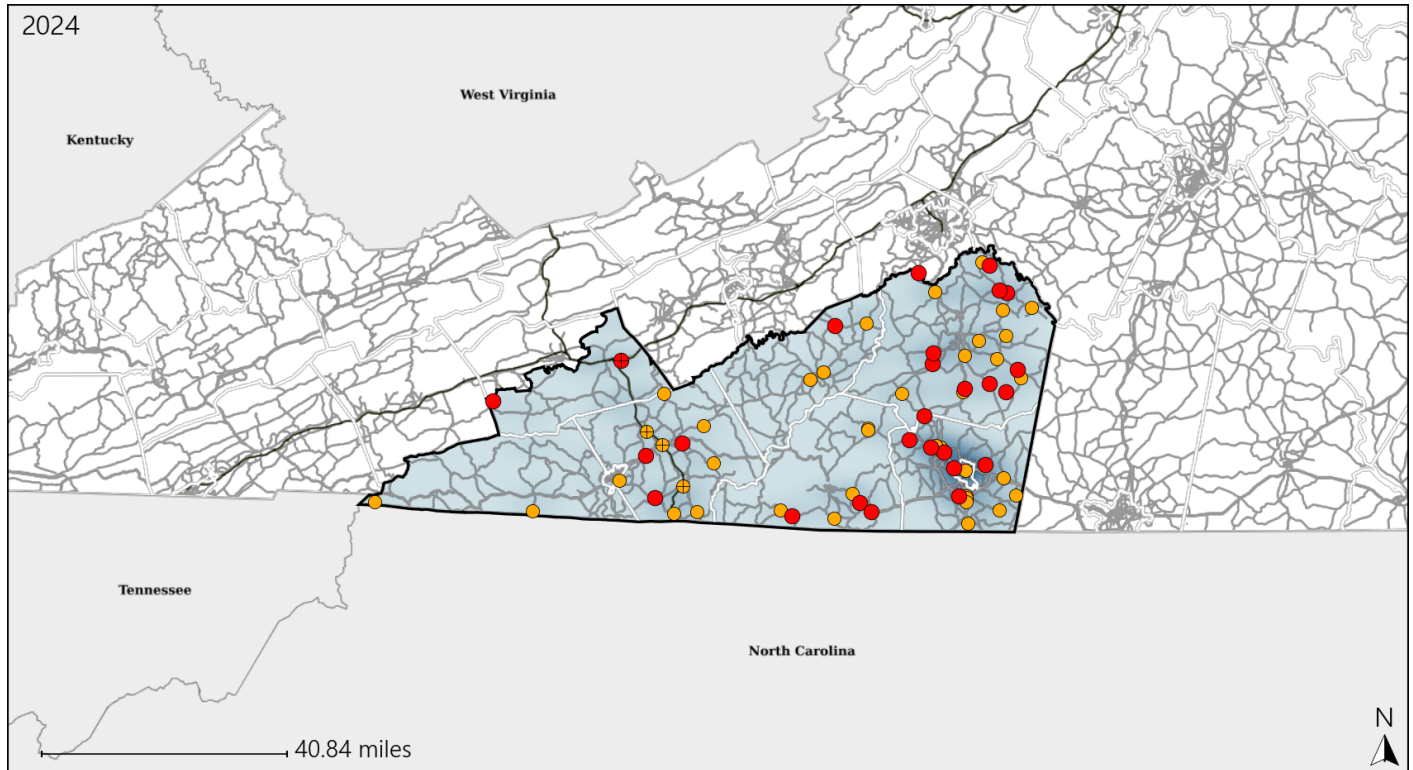 2024
West Virginia
Kentucky
Tennessee
North Carolina
N
40.84 miles